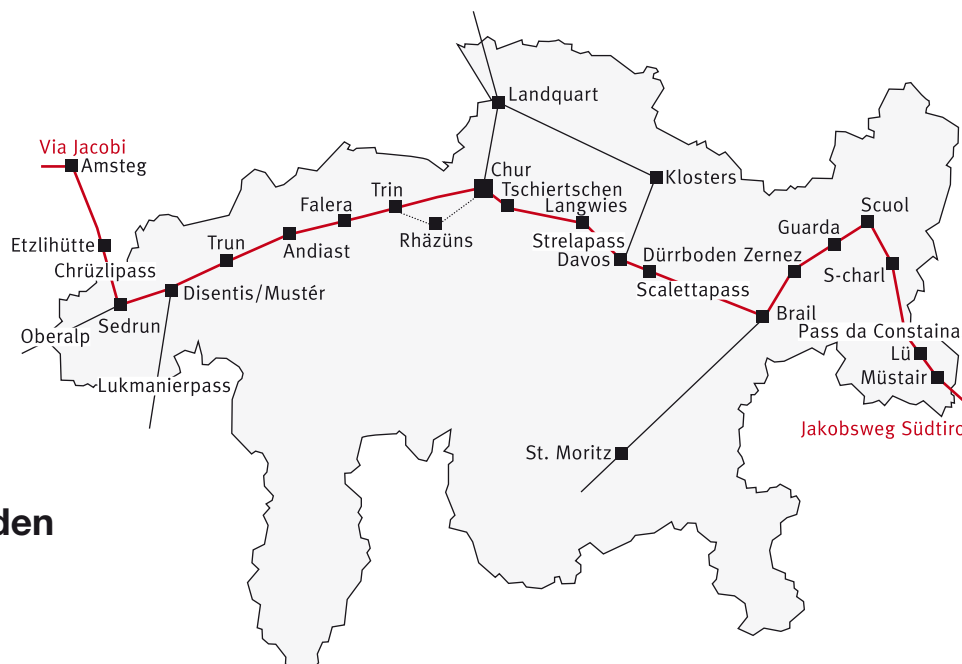 Landquart
Via Jacobi
Amsteg
Chur
Klosters
Trin
Tschiertschen
Falera
Langwies
Scuol
Etzlihütte
Trun
Andiast
Rhäzüns
Strelapass
Guarda
Chrüzlipass
Davos
Dürrboden
Zernez
S-charl
Disentis/Mustér
Scalettapass
Sedrun
Brail
Oberalp
Pass da Constaina
Lü
Lukmanierpass
Müstair
Jakobsweg Südtiro
St. Moritz
den